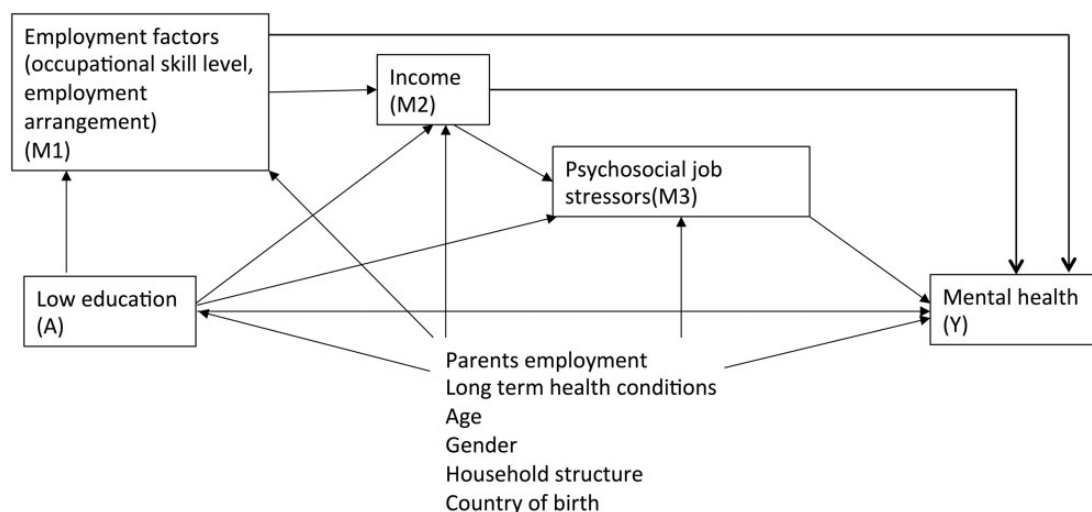 Employment factors
(occupational skill level,
employment
arrangement)
(M1)
Income
(M2)
Psychosocial job
stressors(M3)
Low education
(A)
Mental health
(Y)
Parents employment
Long term health conditions
Age
Gender
Household structure
Country of birth